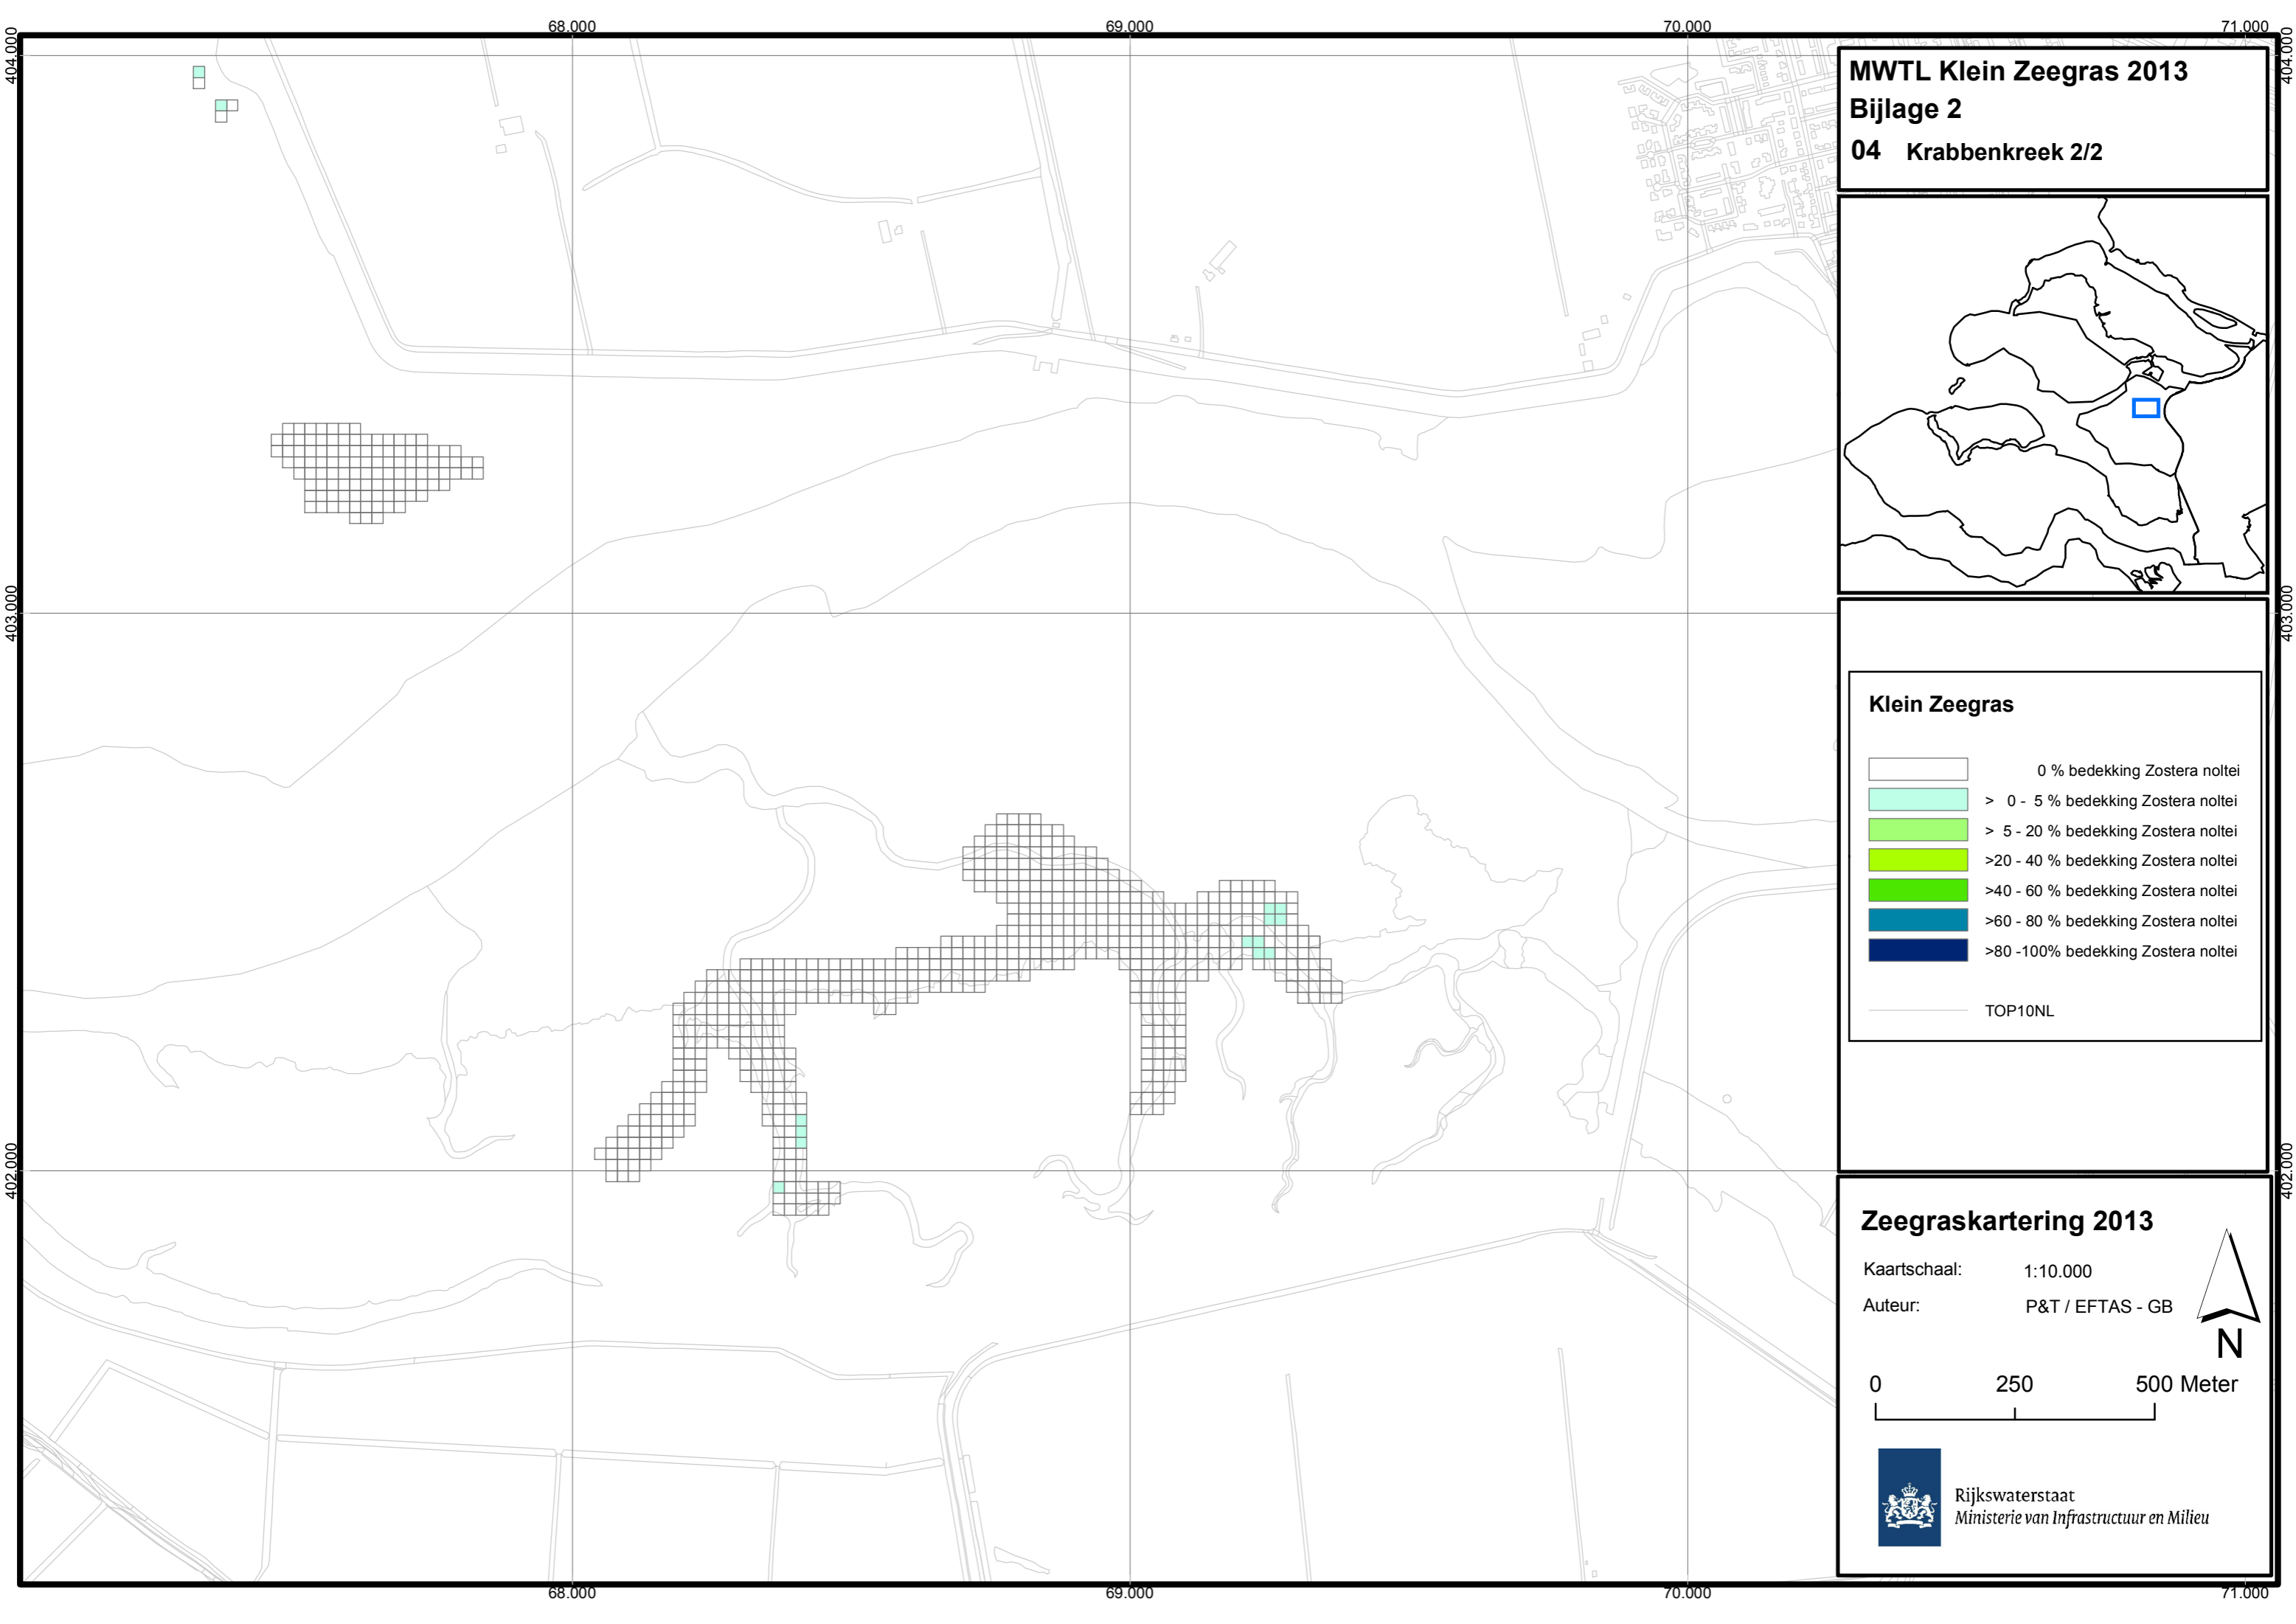 68.000 69.000 70.000 71.000
404.000 404.000
MWTL Klein Zeegras 2013
Bijlage 2
04 Krabbenkreek 2/2
403.000 403.000
Klein Zeegras
0 % bedekking Zostera noltei
> 0 - 5 % bedekking Zostera noltei
> 5 - 20 % bedekking Zostera noltei
>20 - 40 % bedekking Zostera noltei
>40 - 60 % bedekking Zostera noltei
>60 - 80 % bedekking Zostera noltei
>80 -100% bedekking Zostera noltei
TOP10NL
402.000 402.000
Zeegraskartering 2013
Kaartschaal: 1:10.000
Auteur: P&T / EFTAS - GB
N
0 250 500 Meter
Rijkswaterstaat
Ministerie van Infrastructuur en Milieu
68.000 69.000 70.000 71.000